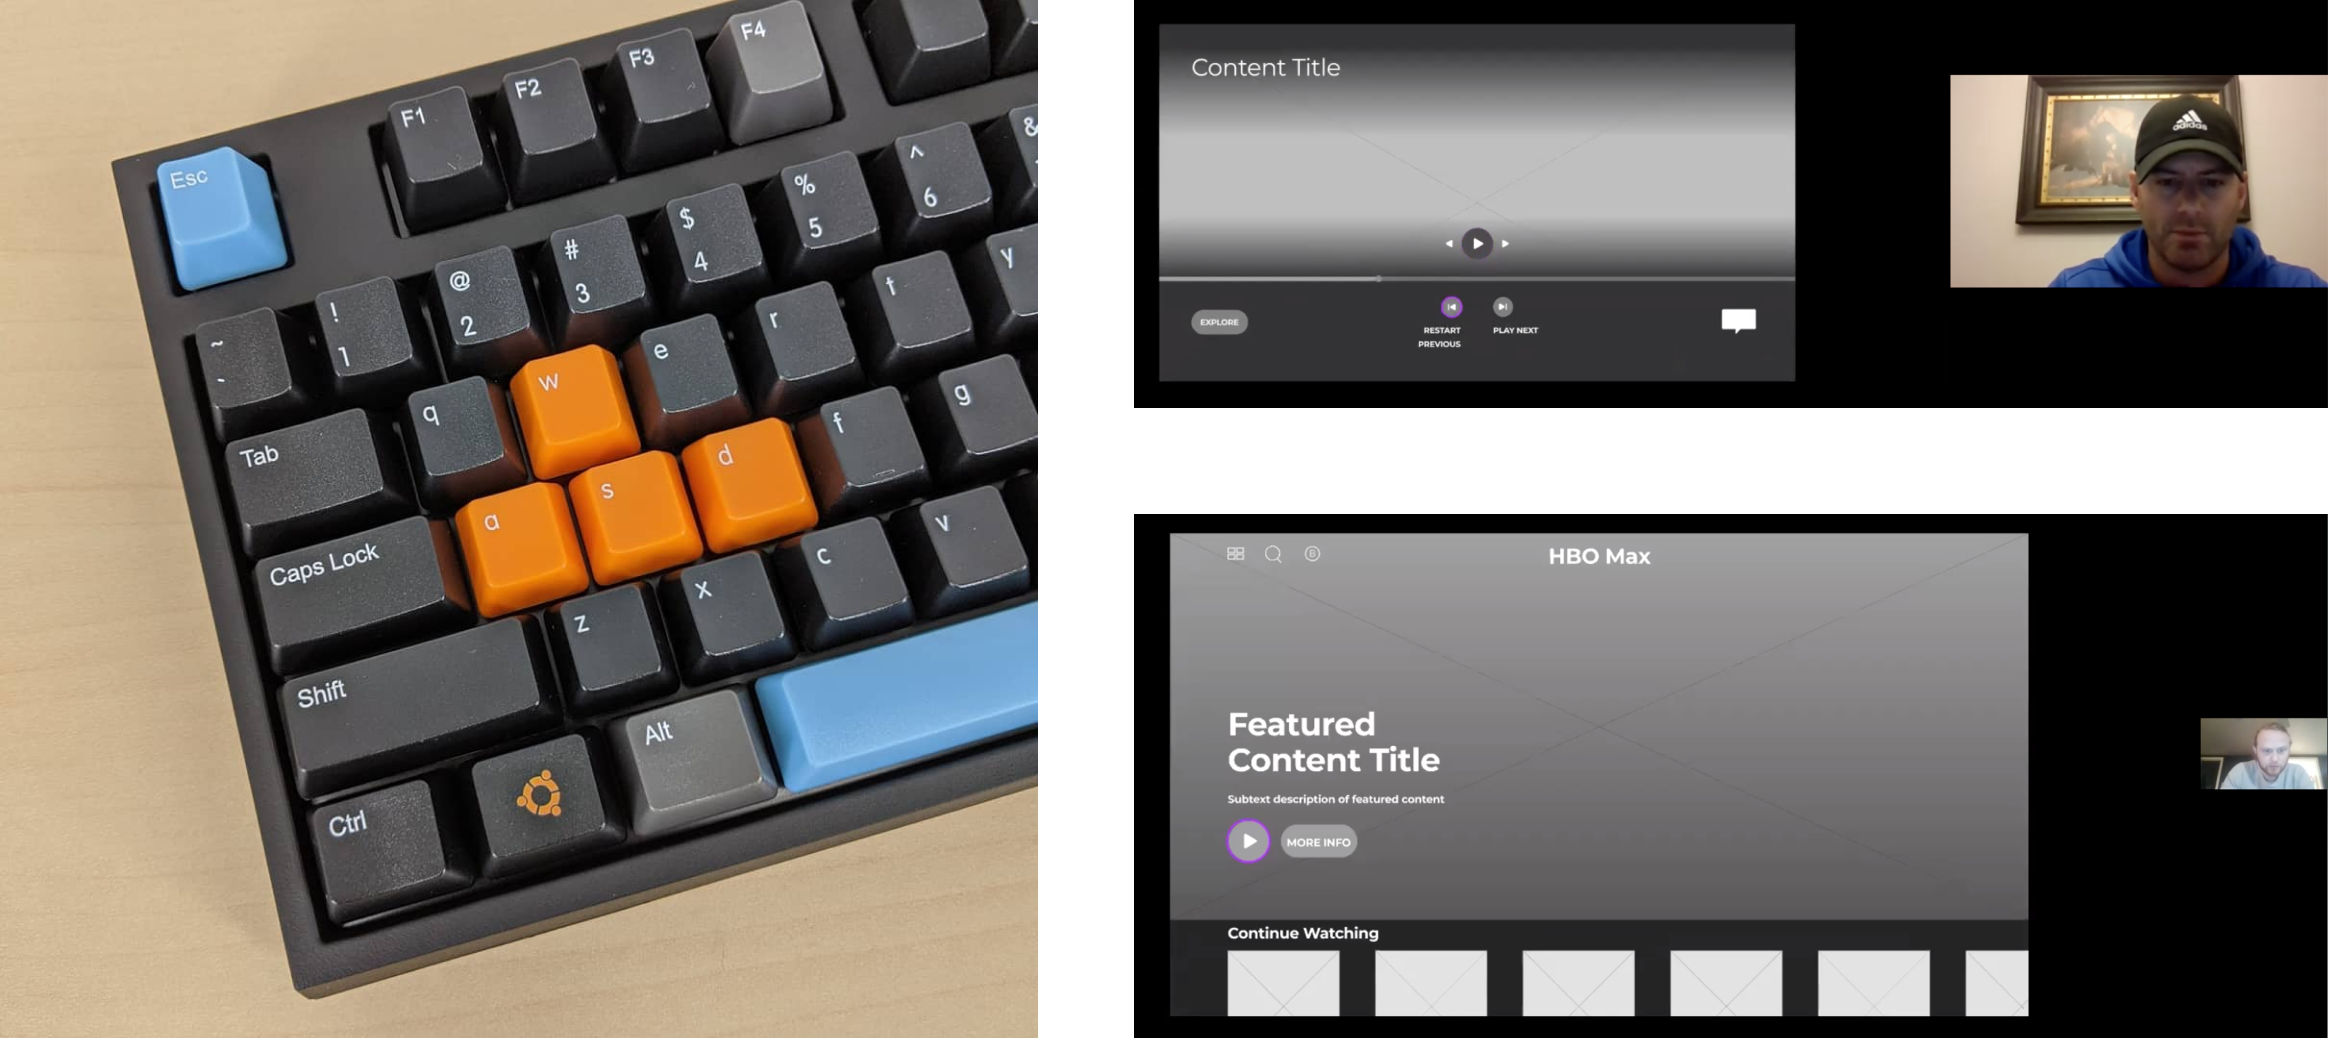 Esc
F1
F2
F3
F4
~
`
!
1
@
2
#
3
$
4
%
5
^
6
&
Tab
q
w
e
r
t
y
Caps Lock
a
s
d
f
g
Shift
z
x
c
v
Ctrl
Alt
Content Title
EXPLORE
RESTART
PREVIOUS
PLAY NEXT
adidas
B
HBO Max
Featured
Content Title
Subtext description of featured content
MORE INFO
Continue Watching